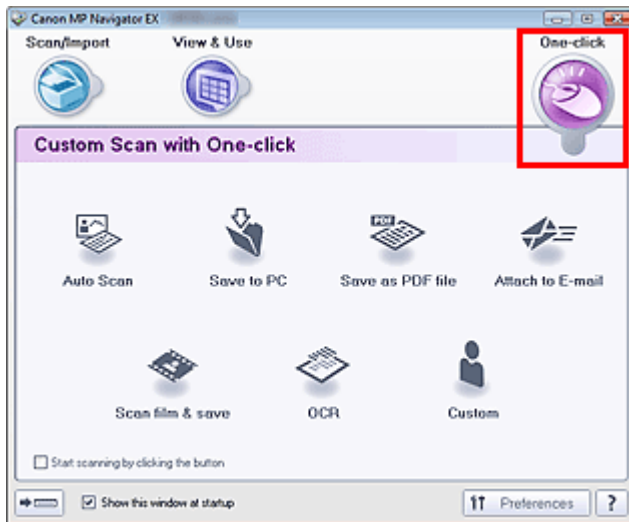 Canon MP Navigator EX
Scan/Import View & Use One-click
Custom Scan with One-click
Auto Scan Save to PC Save as PDF file Attach to E-mail
PDF
Scan film & save OCR Custom
Start scanning by clicking the button
Show this window at startup Preferences ?